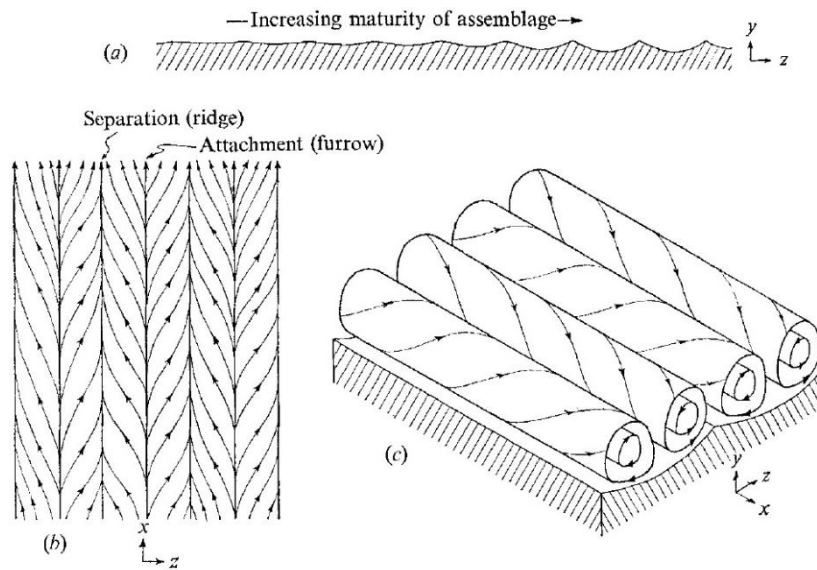 —Increasing maturity of assemblage→
(a)
y
z
Separation (ridge)
Attachment (furrow)
x
z
(b)
(c)
y
z
x